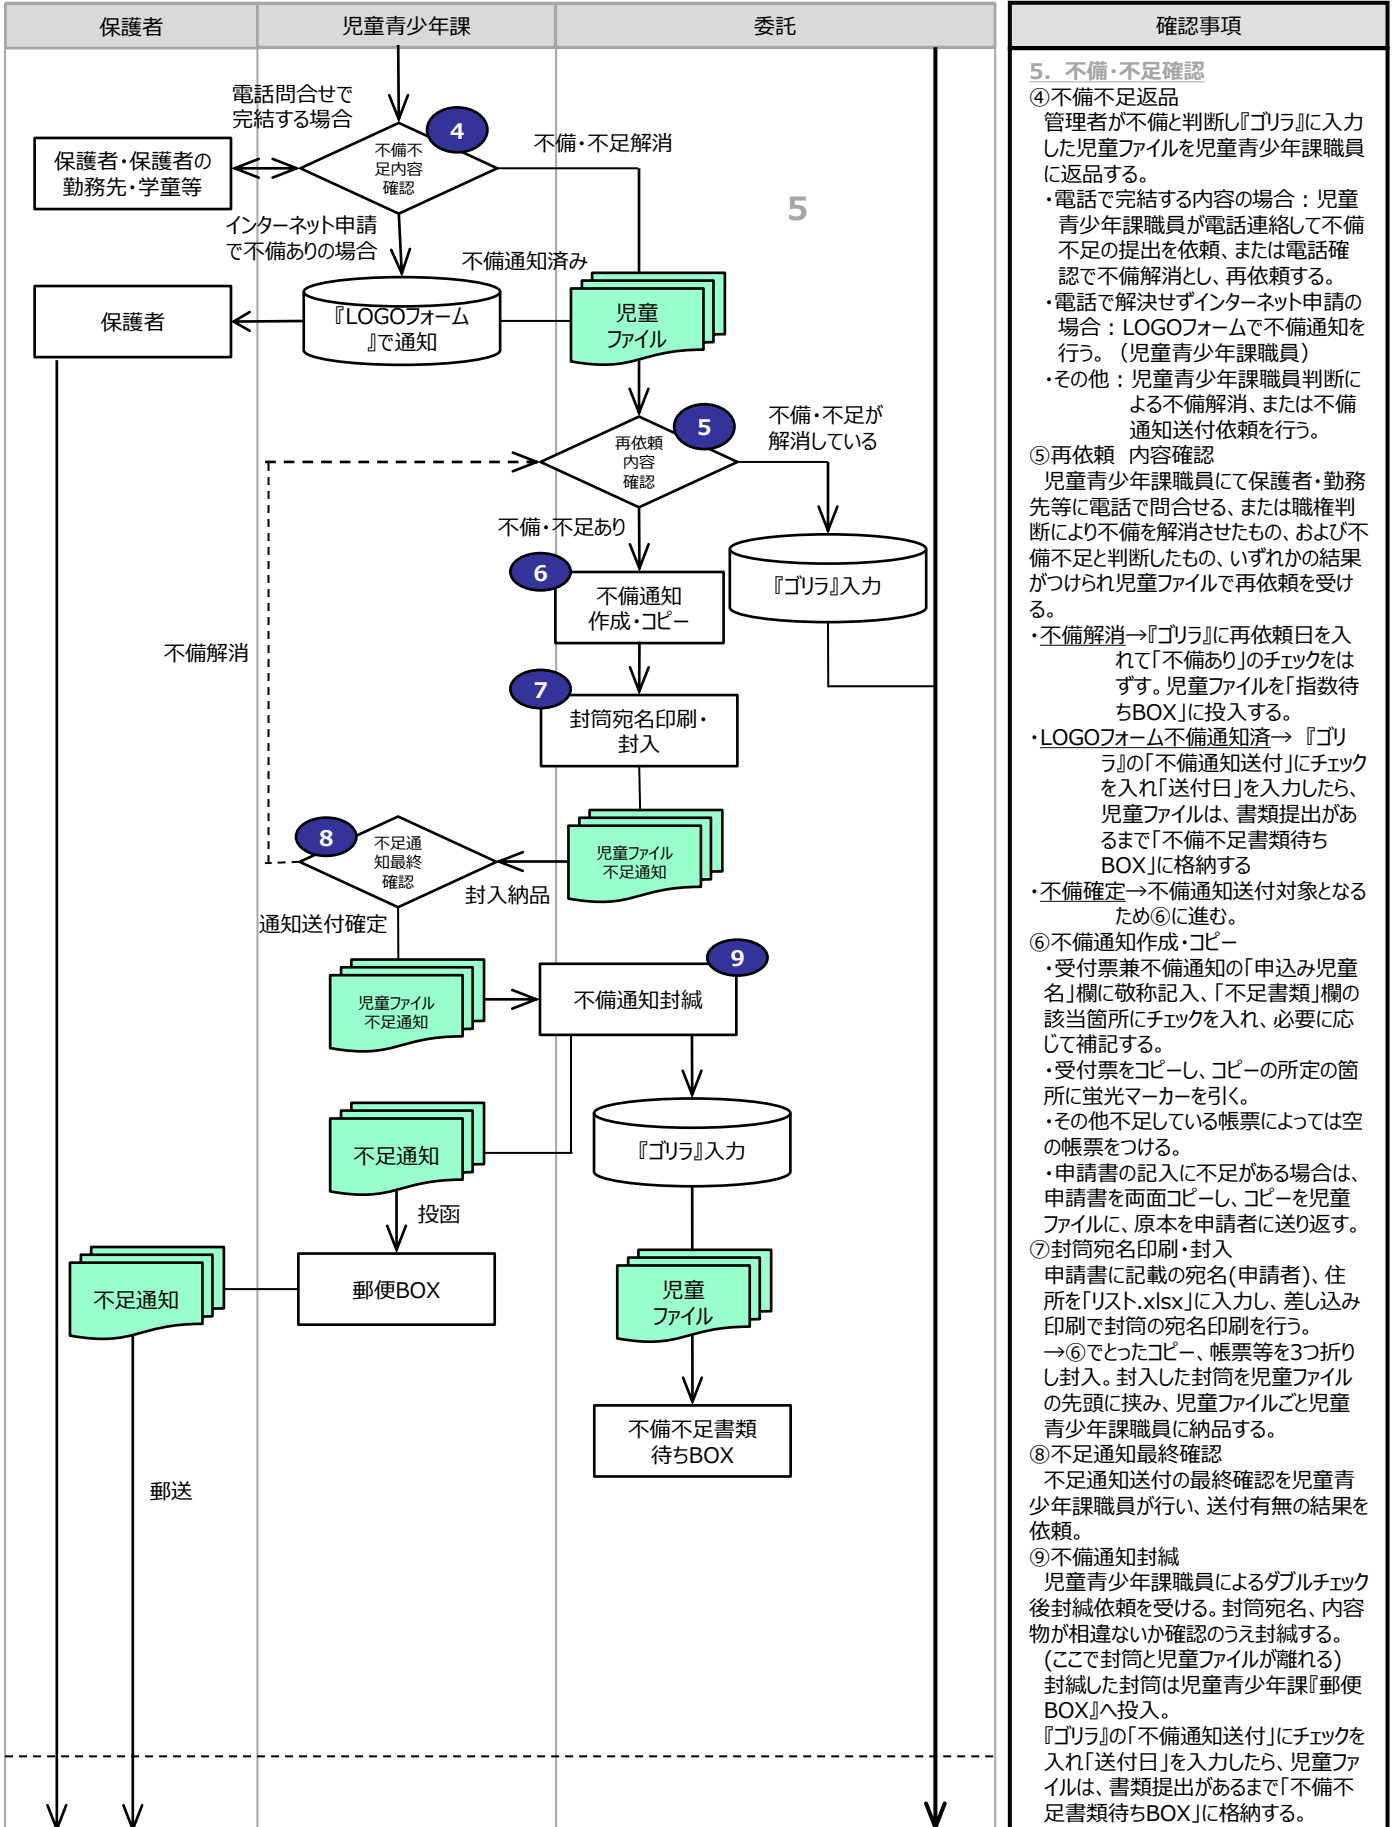 保護者
児童青少年課
委託
確認事項
電話問合せで
完結する場合
4
不備不
足内容
確認
不備・不足解消
保護者・保護者の
勤務先・学童等
5
インターネット申請
で不備ありの場合
不備通知済み
保護者
『LOGOフォーム
』で通知
児童
ファイル
5
再依頼
内容
確認
不備・不足が
解消している
不備・不足あり
6
不備通知
作成・コピー
『ゴリラ』入力
不備解消
7
封筒宛名印刷・
封入
8
不足通
知最終
確認
児童ファイル
不足通知
封入納品
通知送付確定
9
児童ファイル
不足通知
不備通知封緘
不足通知
『ゴリラ』入力
投函
不足通知
郵便BOX
児童
ファイル
不備不足書類
待ちBOX
郵送
5. 不備・不足確認
④不備不足返品
管理者が不備と判断し『ゴリラ』に入力
した児童ファイルを児童青少年課職員
に返品する。
・電話で完結する内容の場合：児童
青少年課職員が電話連絡して不備
不足の提出を依頼、または電話確
認で不備解消とし、再依頼する。
・電話で解決せずインターネット申請の
場合：LOGOフォームで不備通知を
行う。（児童青少年課職員）
・その他：児童青少年課職員判断に
よる不備解消、または不備
通知送付依頼を行う。
⑤再依頼　内容確認
児童青少年課職員にて保護者・勤務
先等に電話で問合せる、または職権判
断により不備を解消させたもの、および不
備不足と判断したもの、いずれかの結果
がつけられ児童ファイルで再依頼を受け
る。
・不備解消→『ゴリラ』に再依頼日を入
れて「不備あり」のチェックをは
ずす。児童ファイルを「指数待
ちBOX」に投入する。
・LOGOフォーム不備通知済→ 『ゴリ
ラ』の「不備通知送付」にチェック
を入れ「送付日」を入力したら、
児童ファイルは、書類提出があ
るまで「不備不足書類待ち
BOX」に格納する
・不備確定→不備通知送付対象となる
ため⑥に進む。
⑥不備通知作成・コピー
・受付票兼不備通知の「申込み児童
名」欄に敬称記入、「不足書類」欄の
該当箇所にチェックを入れ、必要に応
じて補記する。
・受付票をコピーし、コピーの所定の箇
所に蛍光マーカーを引く。
・その他不足している帳票によっては空
の帳票をつける。
・申請書の記入に不足がある場合は、
申請書を両面コピーし、コピーを児童
ファイルに、原本を申請者に送り返す。
⑦封筒宛名印刷・封入
申請書に記載の宛名(申請者)、住
所を「リスト.xlsx」に入力し、差し込み
印刷で封筒の宛名印刷を行う。
→⑥でとったコピー、帳票等を3つ折り
し封入。封入した封筒を児童ファイル
の先頭に挟み、児童ファイルごと児童
青少年課職員に納品する。
⑧不足通知最終確認
不足通知送付の最終確認を児童青
少年課職員が行い、送付有無の結果を
依頼。
⑨不備通知封緘
児童青少年課職員によるダブルチェック
後封緘依頼を受ける。封筒宛名、内容
物が相違ないか確認のうえ封緘する。
(ここで封筒と児童ファイルが離れる)
封緘した封筒は児童青少年課『郵便
BOX』へ投入。
『ゴリラ』の「不備通知送付」にチェックを
入れ「送付日」を入力したら、児童ファ
イルは、書類提出があるまで「不備不
足書類待ちBOX」に格納する。